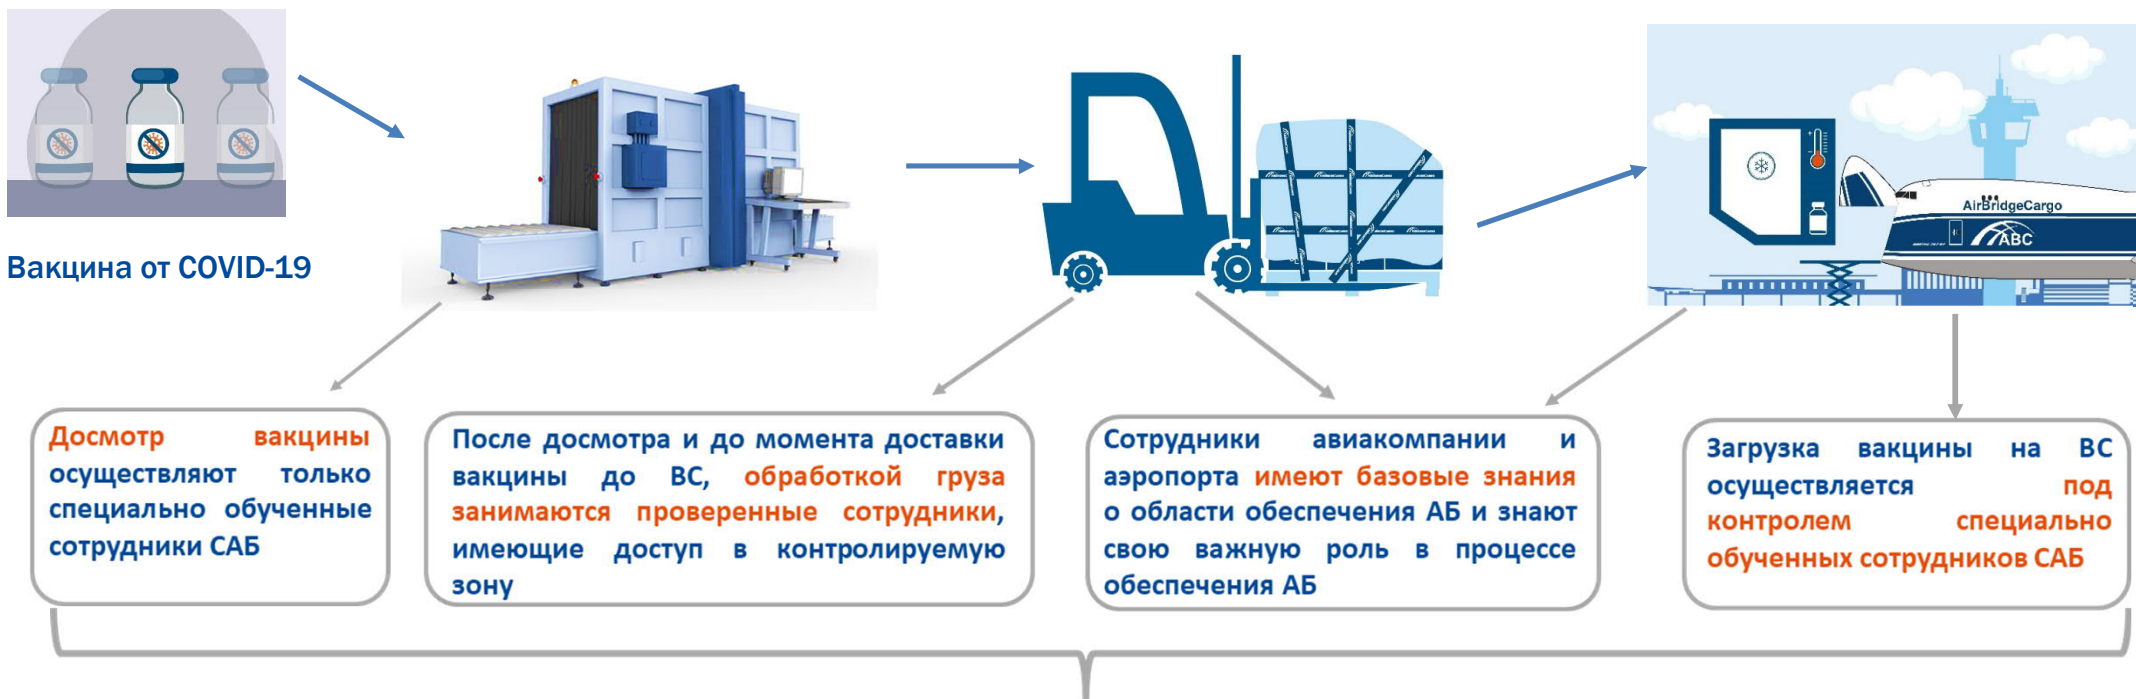 AirBridgeCargo
ABC
Вакцина от COVID-19
Досмотр вакцины
осуществляют только
специально обученные
сотрудники САБ
После досмотра и до момента доставки
вакцины до ВС, обработкой груза
занимаются проверенные сотрудники,
имеющие доступ в контролируемую
зону
Сотрудники авиакомпании и
аэропорта имеют базовые знания
о области обеспечения АБ и знают
свою важную роль в процессе
обеспечения АБ
Загрузка вакцины на ВС
осуществляется под
контролем специально
обученных сотрудников САБ